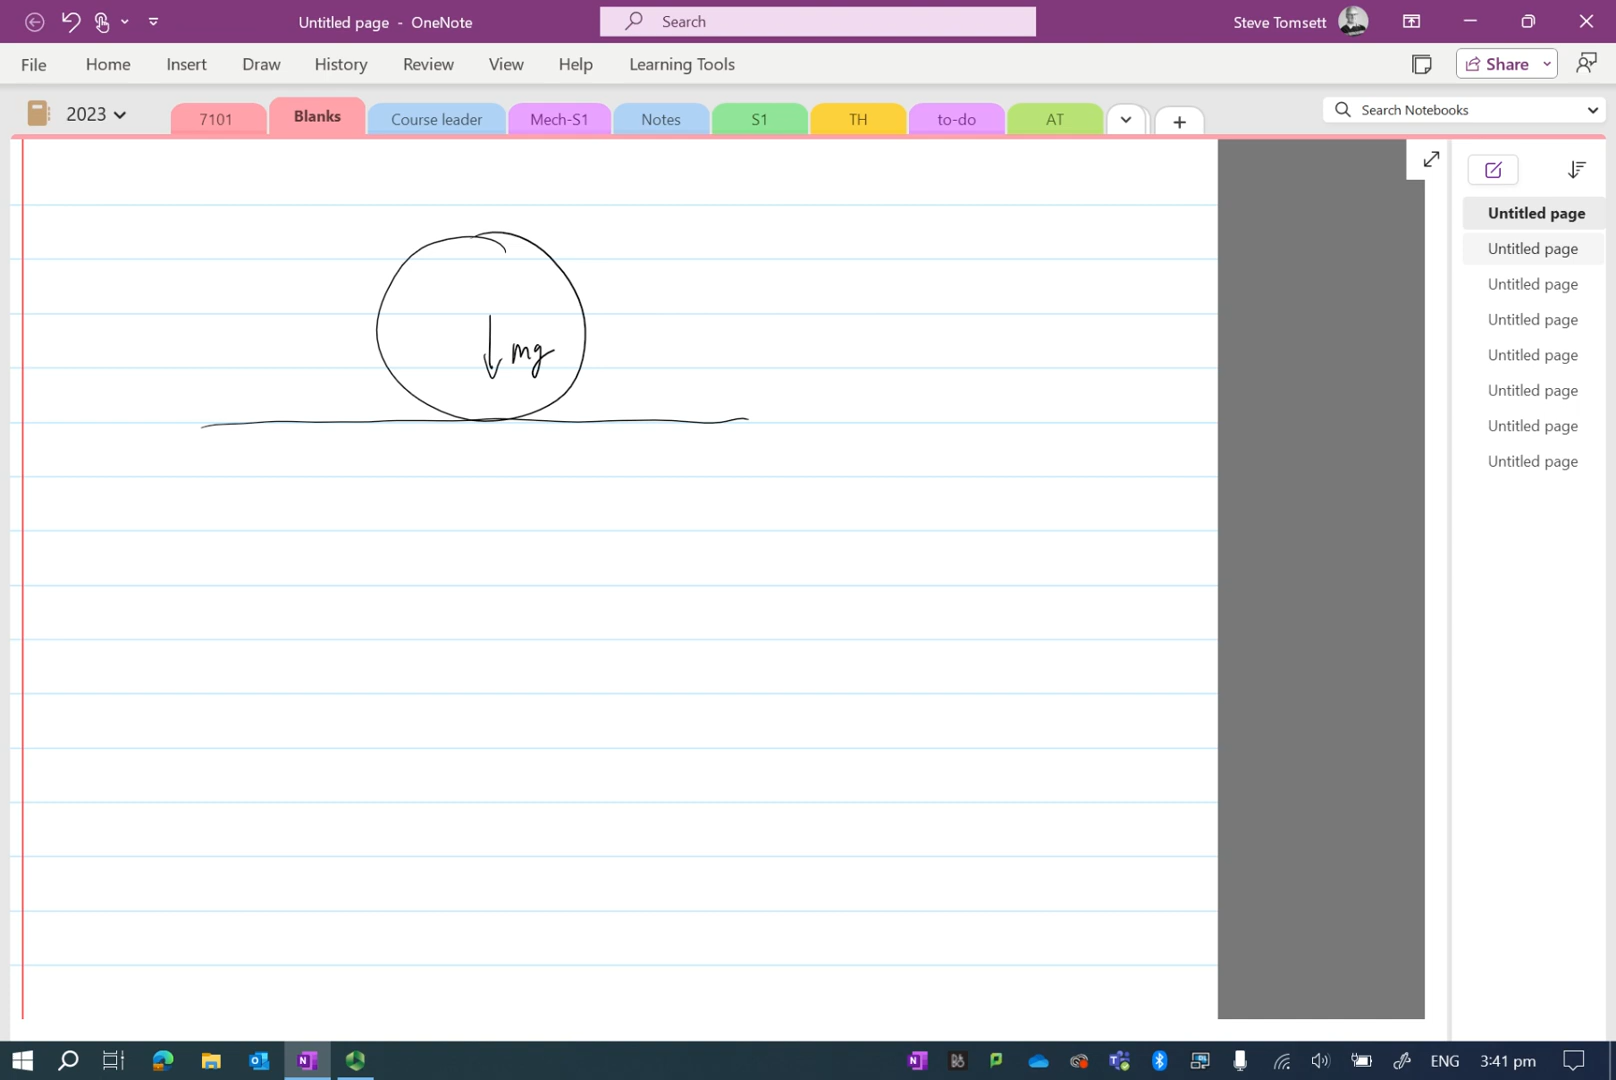 Untitled page - OneNote
Search
Steve Tomsett
File Home Insert Draw History Review View Help Learning Tools
Share
2023
7101 Blanks Course leader Mech-S1 Notes S1 TH to-do AT
Search Notebooks
Untitled page
Untitled page
Untitled page
Untitled page
Untitled page
Untitled page
Untitled page
Untitled page
mg
ENG 3:41 pm